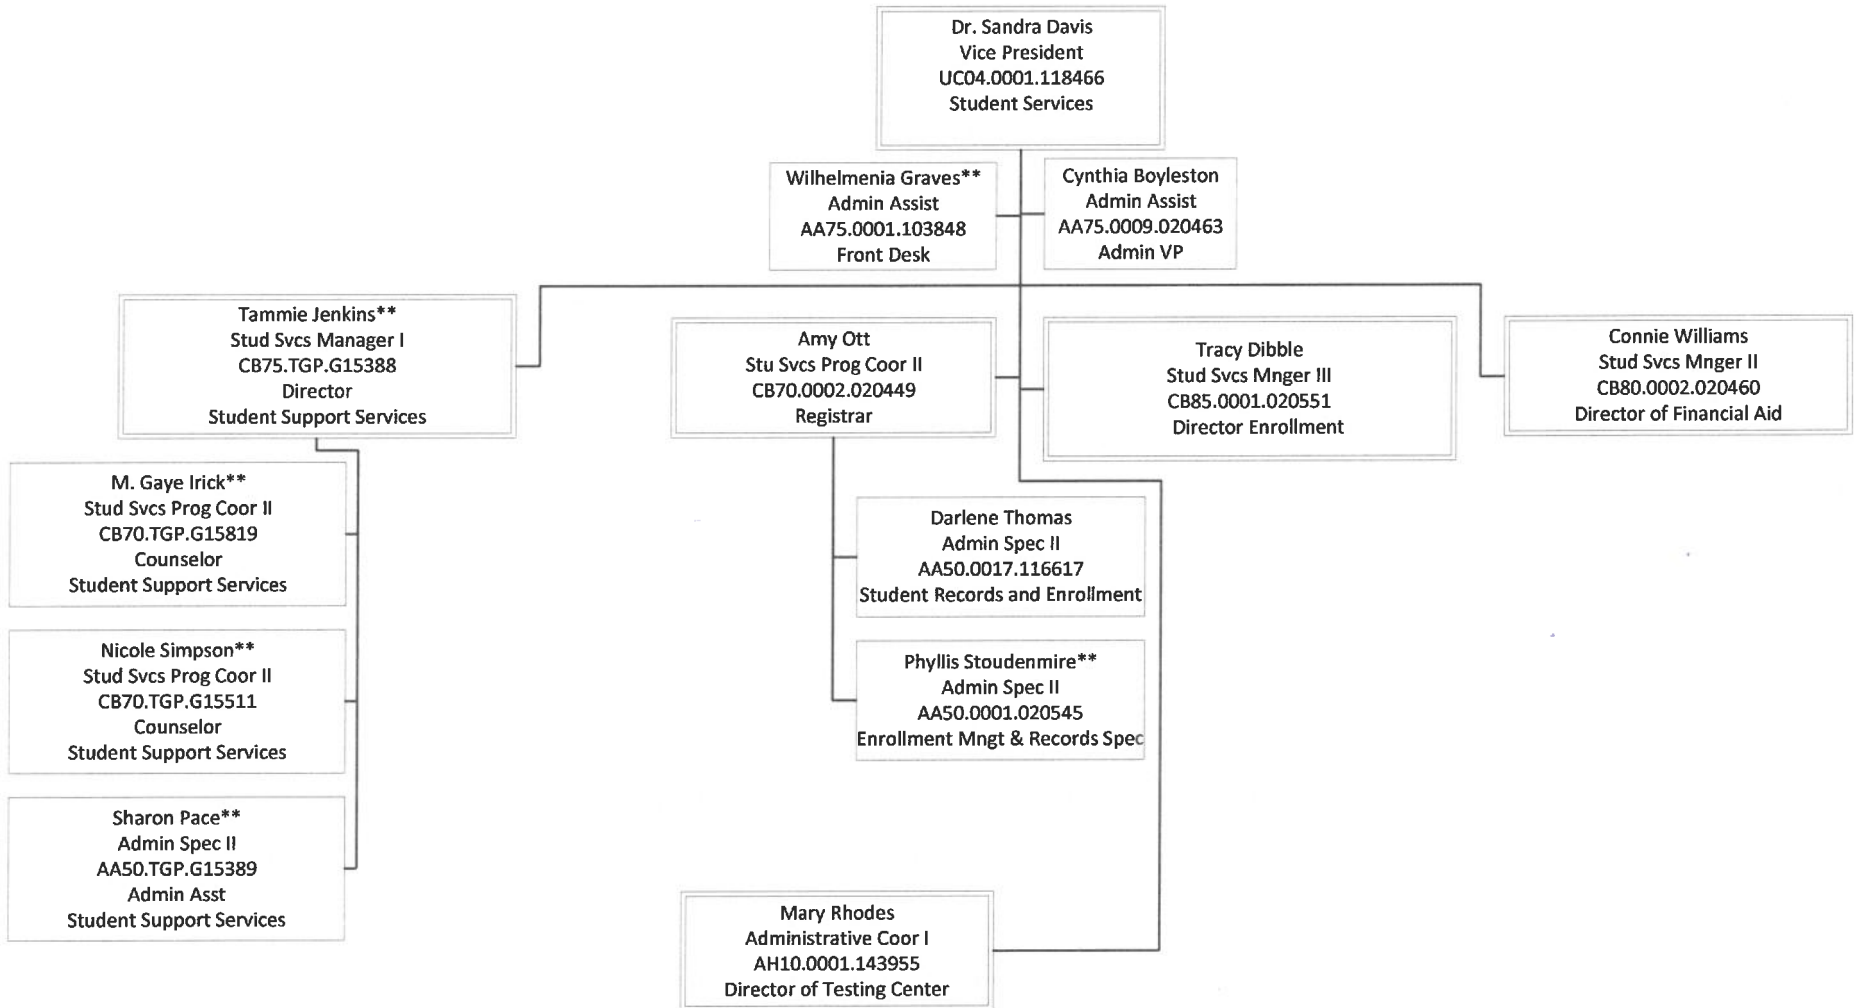 Dr. Sandra Davis
Vice President
UC04.0001.118466
Student Services
Wilhelmenia Graves**
Admin Assist
AA75.0001.103848
Front Desk
Cynthia Boyleston
Admin Assist
AA75.0009.020463
Admin VP
Tammie Jenkins**
Stud Svcs Manager I
CB75.TGP.G15388
Director
Student Support Services
Amy Ott
Stu Svcs Prog Coor II
CB70.0002.020449
Registrar
Tracy Dibble
Stud Svcs Mnger III
CB85.0001.020551
Director Enrollment
Connie Williams
Stud Svcs Mnger II
CB80.0002.020460
Director of Financial Aid
M. Gaye Irick**
Stud Svcs Prog Coor II
CB70.TGP.G15819
Counselor
Student Support Services
Nicole Simpson**
Stud Svcs Prog Coor II
CB70.TGP.G15511
Counselor
Student Support Services
Sharon Pace**
Admin Spec II
AA50.TGP.G15389
Admin Asst
Student Support Services
Darlene Thomas
Admin Spec II
AA50.0017.116617
Student Records and Enrollment
Phyllis Stoudenmire**
Admin Spec II
AA50.0001.020545
Enrollment Mngt & Records Spec
Mary Rhodes
Administrative Coor I
AH10.0001.143955
Director of Testing Center